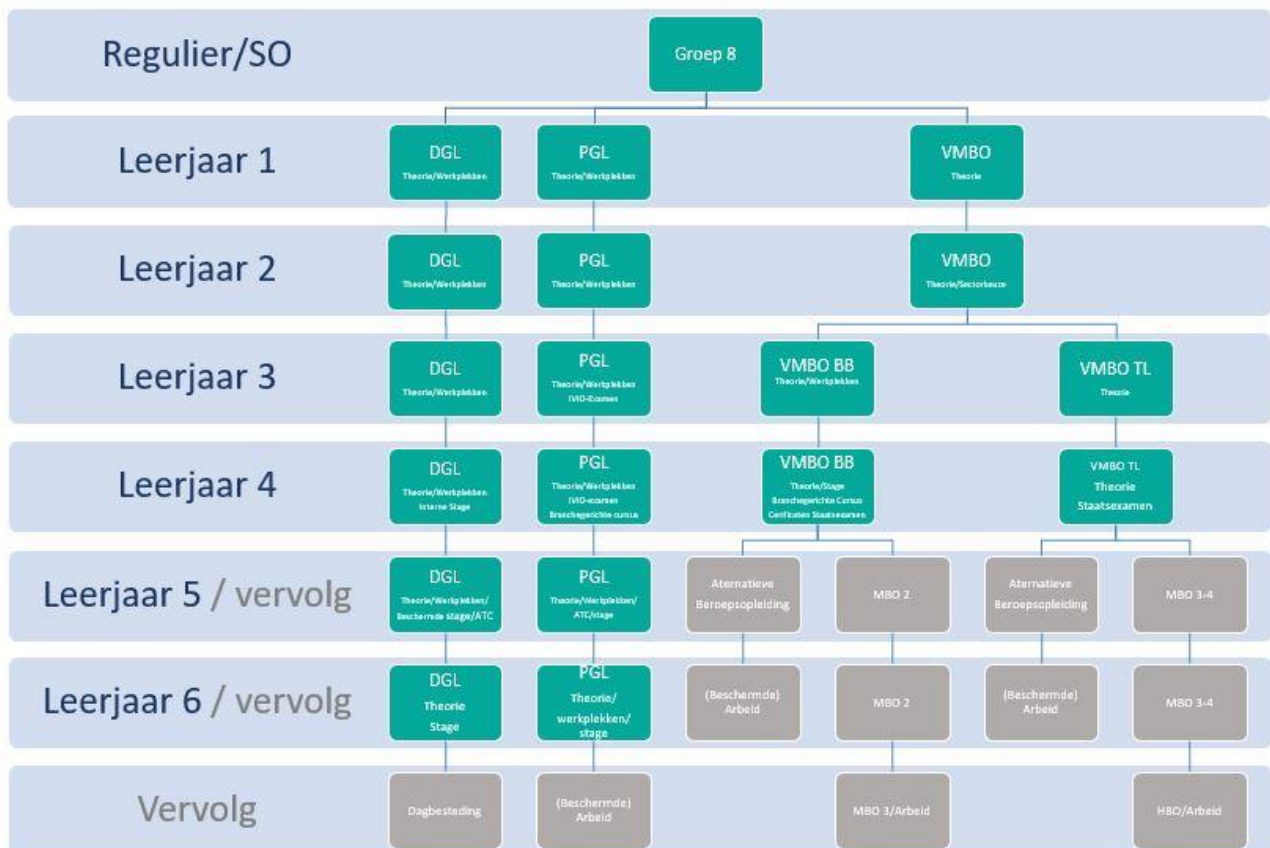 Regulier/SO
Groep 8
Leerjaar 1
DGL
Theorie/Werkplekken
PGL
Theorie/Werkplekken
VMBO
Theorie
Leerjaar 2
DGL
Theorie/Werkplekken
PGL
Theorie/Werkplekken
VMBO
Theorie/Sectorkeuze
Leerjaar 3
DGL
Theorie/Werkplekken
PGL
Theorie/Werkplekken
IVIO-Examen
VMBO BB
Theorie/Werkplekken
VMBO TL
Theorie
Leerjaar 4
DGL
Theorie/Werkplekken
Interne Stage
PGL
Theorie/Werkplekken
IVIO-examen
Branchegerichte cursus
VMBO BB
Theorie/Stage
Branchegerichte Cursus
Cerificaten Staatsexamen
VMBO TL
Theorie
Staatsexamen
Leerjaar 5 / vervolg
DGL
Theorie/Werkplekken/
Beschermde stage/ATC
PGL
Theorie/Werkplekken/
ATC/stage
Aternatieve
Beroepsopleiding
MBO 2
Aternatieve
Beroepsopleiding
MBO 3-4
Leerjaar 6 / vervolg
DGL
Theorie
Stage
PGL
Theorie/
werkplekken/
stage
(Beschermde)
Arbeid
MBO 2
(Beschermde)
Arbeid
MBO 3-4
Vervolg
Dagbesteding
(Beschermde)
Arbeid
MBO 3/Arbeid
HBO/Arbeid